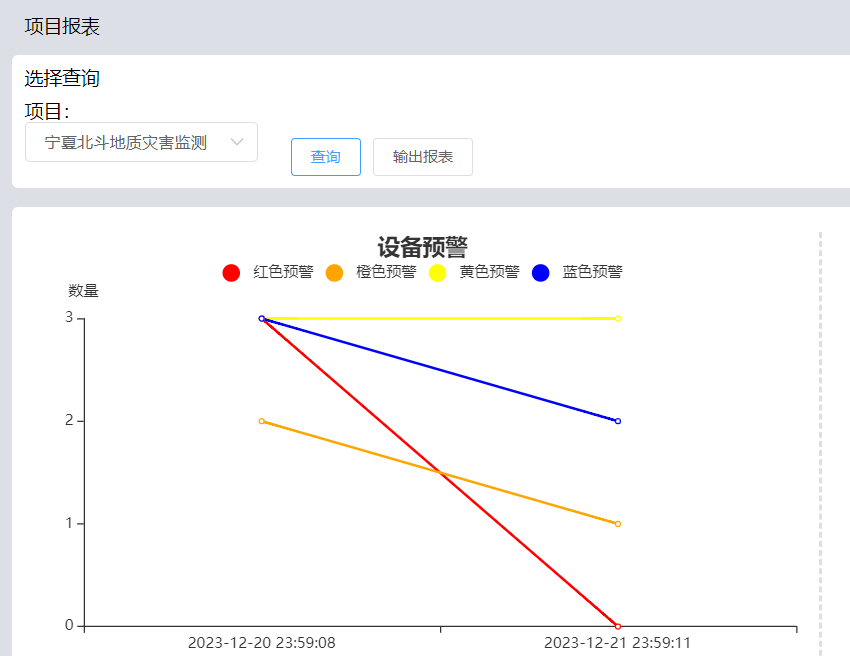 项目报表
选择查询
项目：
宁夏北斗地质灾害监测
查询
输出报表
设备预警
红色预警 橙色预警 黄色预警 蓝色预警
数量
3
2
1
0
2023-12-20 23:59:08 2023-12-21 23:59:11